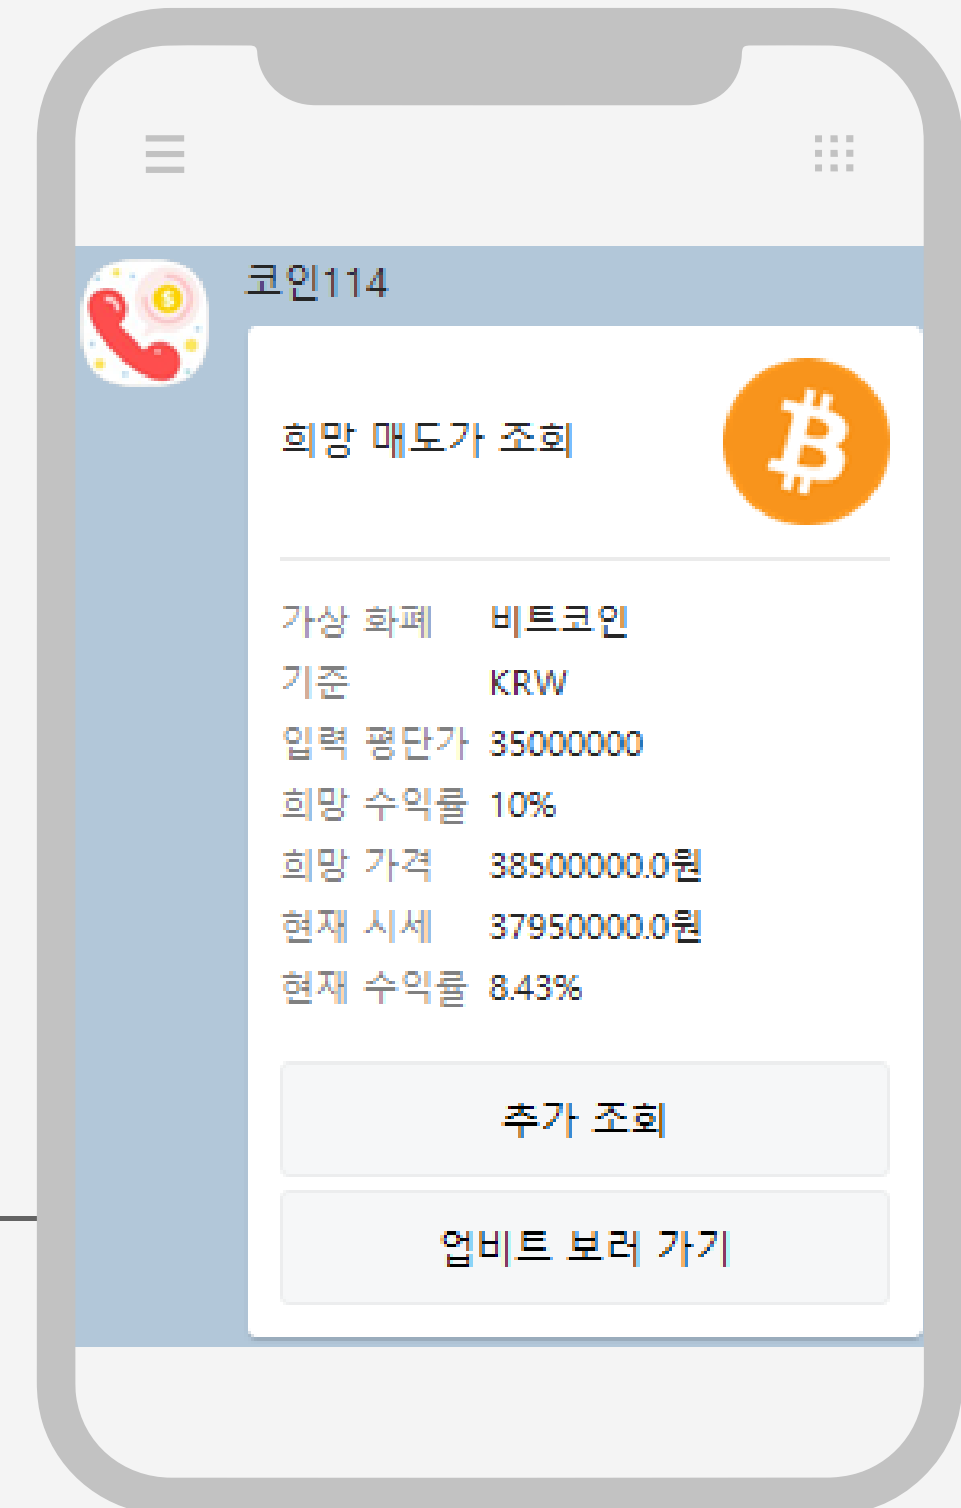 코인114
희망 매도가 조회
가상 화폐 비트코인
기준 KRW
입력 평단가 35000000
희망 수익률 10%
희망 가격 38500000.0원
현재 시세 37950000.0원
현재 수익률 8.43%
추가 조회
업비트 보러 가기